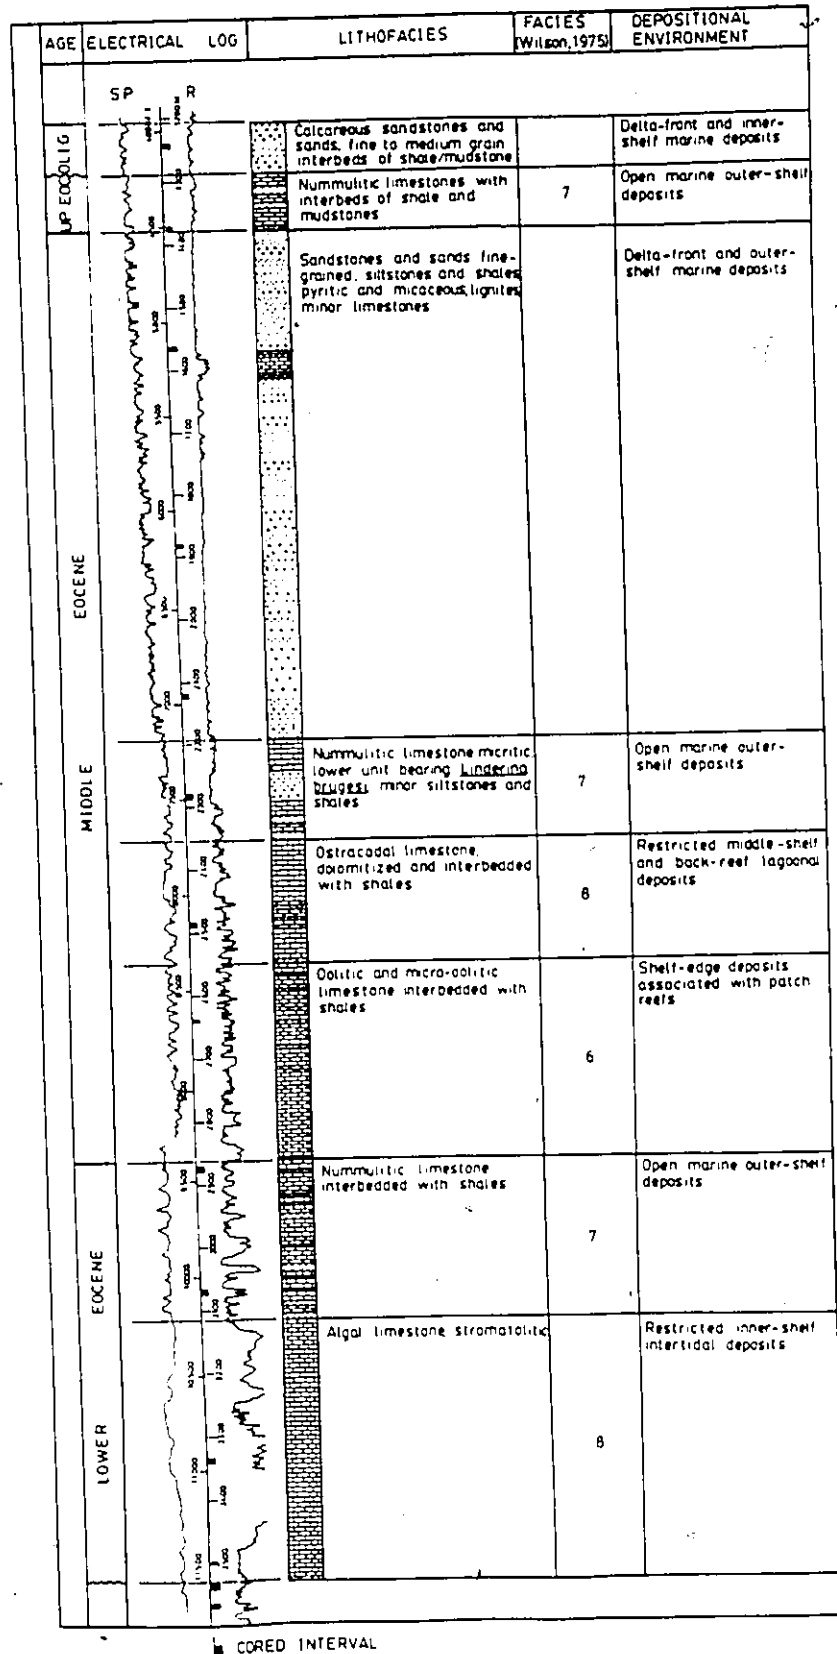 AGE
ELECTRICAL LOG
LITHOFACIES
FACIES
(Wilson, 1975)
DEPOSITIONAL
ENVIRONMENT
SP
R
OLIG
Calcareous sandstones and
sands, fine to medium grain
interbeds of shale/mudstone
Delta-front and inner-
shelf marine deposits
UP EOC
Nummulitic limestones with
interbeds of shale and
mudstones
7
Open marine outer-shelf
deposits
MIDDLE EOCENE
Sandstones and sands fine-
grained, siltstones and shales
pyritic and micaceous, lignites
minor limestones
Delta-front and outer-
shelf marine deposits
Nummulitic limestone micritic
lower unit bearing Linderina
brugesi minor siltstones and
shales
7
Open marine outer-
shelf deposits
Ostracodal limestone,
dolomitized and interbedded
with shales
8
Restricted middle-shelf
and back-reef lagoonal
deposits
Oolitic and micro-oolitic
limestone interbedded with
shales
6
Shelf-edge deposits
associated with patch
reefs
LOWER EOCENE
Nummulitic limestone
interbedded with shales
7
Open marine outer-shelf
deposits
Algal limestone stromatolitic
8
Restricted inner-shelf
intertidal deposits
CORED INTERVAL